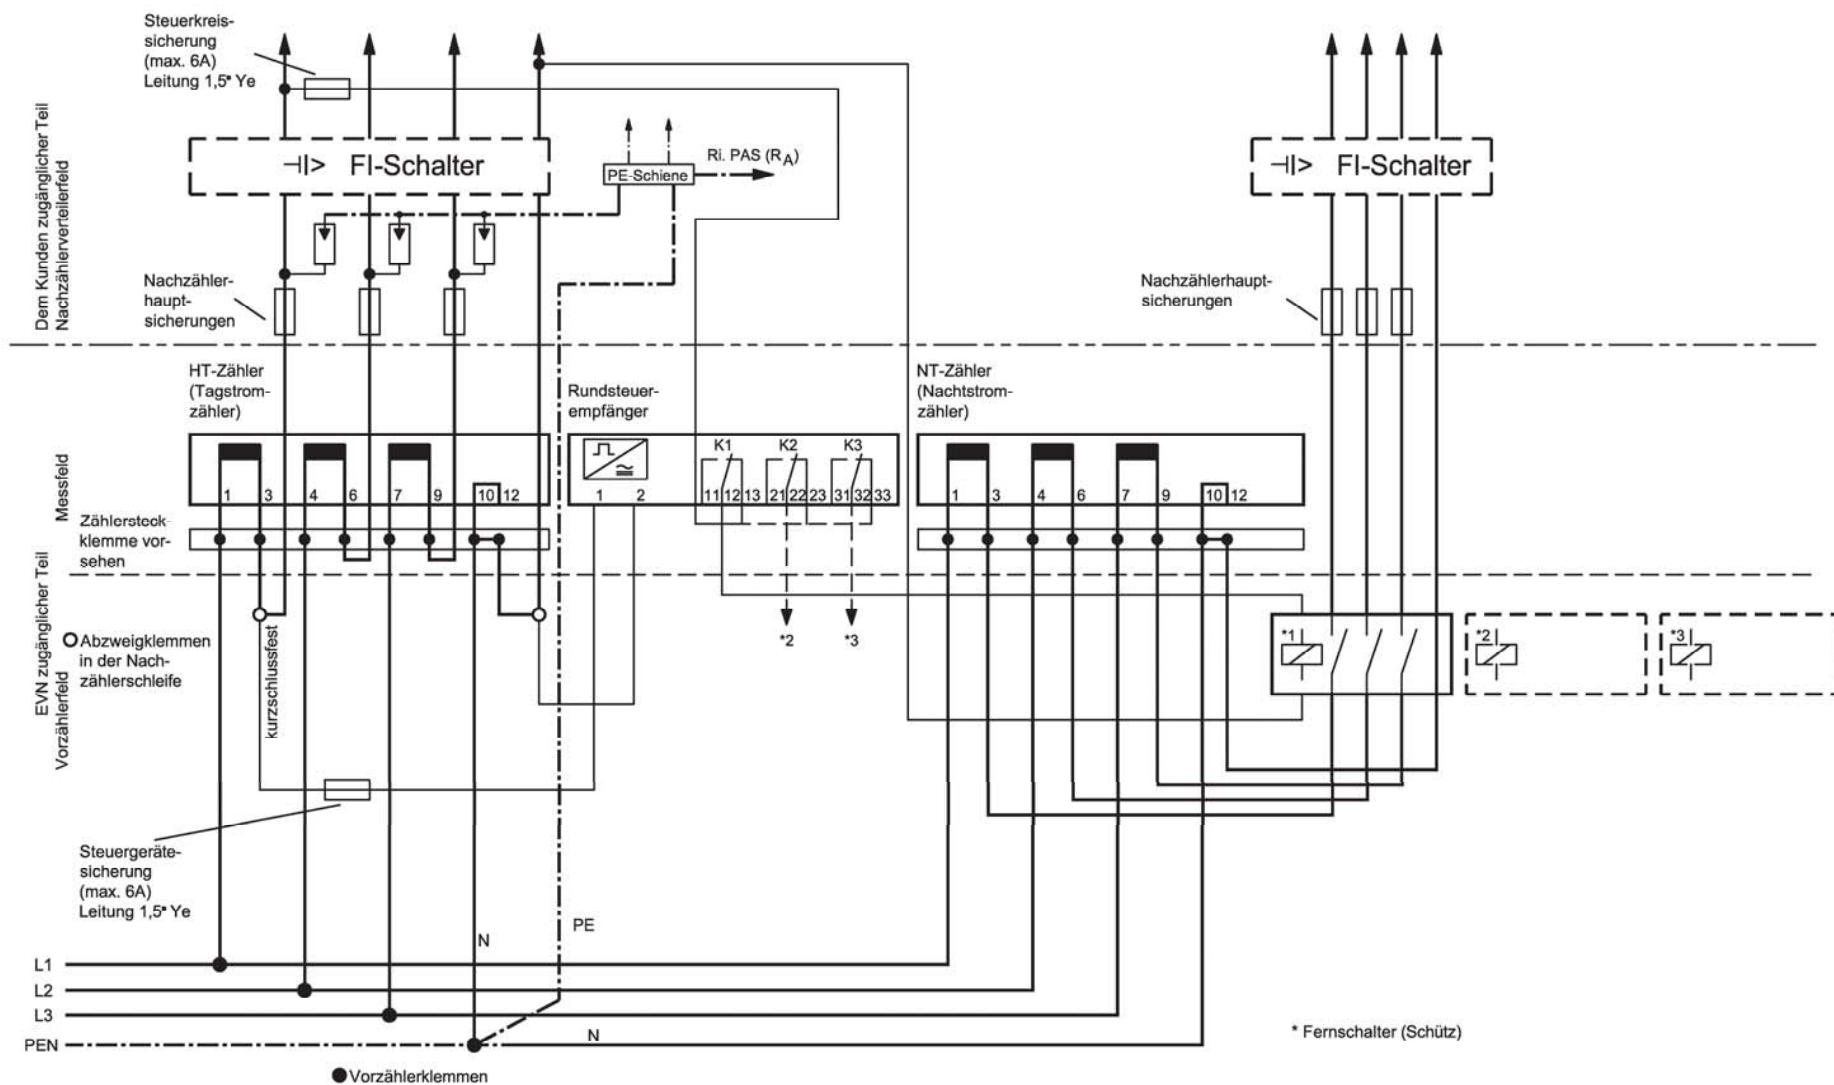 Steuerkreis-
sicherung
(max. 6A)
Leitung 1,5▪ Ye
Dem Kunden zugänglicher Teil
Nachzählerverteilerfeld
FI-Schalter
PE-Schiene
Ri. PAS (RA)
FI-Schalter
Nachzähler-
haupt-
sicherungen
Nachzählerhaupt-
sicherungen
HT-Zähler
(Tagstrom-
zähler)
Rundsteuer-
empfänger
NT-Zähler
(Nachtstrom-
zähler)
Messfeld
K1 K2 K3
1 3 4 6 7 9 10 12
1 2 11 12 13 21 22 23 31 32 33
1 3 4 6 7 9 10 12
Zählersteck-
klemme vor-
sehen
EVN zugänglicher Teil
Vorzählerfeld
Abzweigklemmen
in der Nach-
zählerschleife
kurzschlussfest
*2
*3
*1
*2
*3
Steuergeräte-
sicherung
(max. 6A)
Leitung 1,5▪ Ye
PE
N
L1
L2
L3
PEN
N
* Fernschalter (Schütz)
Vorzählerklemmen